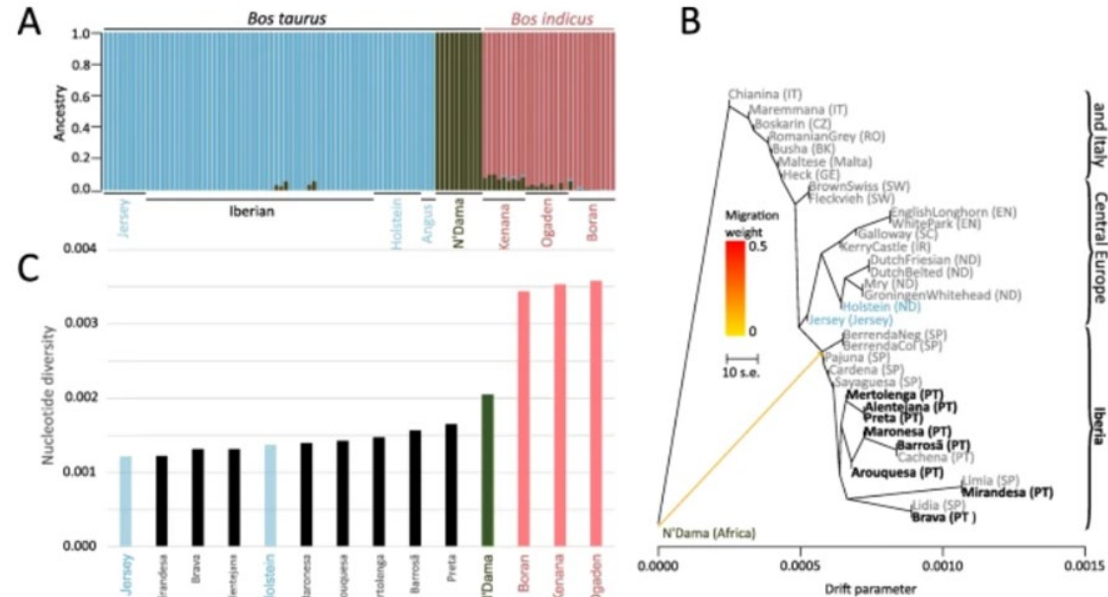 A
Bos taurus
Bos indicus
Ancestry
1.0
0.8
0.6
0.4
0.2
0.0
Jersey
Iberian
Holstein
Angus
N'Dama
Kenana
Ogaden
Boran
B
Chianina (IT)
Maremmana (IT)
Boskarin (CZ)
RomanianGrey (RO)
Busha (BK)
Maltese (Malta)
Heck (GE)
BrownSwiss (SW)
Fleckvieh (SW)
EnglishLonghorn (EN)
WhitePark (EN)
Galloway (SC)
KerryCastle (IR)
DutchFriesian (ND)
DutchBelted (ND)
Mry (ND)
GroningenWhitehead (ND)
Holstein (ND)
Jersey (Jersey)
BerrendaNeg (SP)
BerrendaCol (SP)
Pajuna (SP)
Cardena (SP)
Sayaguesa (SP)
Mertolenga (PT)
Alentejana (PT)
Preta (PT)
Maronesa (PT)
Barrosã (PT)
Cachena (PT)
Arouquesa (PT)
Limia (SP)
Mirandesa (PT)
Lidia (SP)
Brava (PT )
N'Dama (Africa)
Migration
weight
0.5
0
10 s.e.
and Italy
Central Europe
Iberia
0.0000
0.0005
0.0010
0.0015
Drift parameter
C
Nucleotide diversity
0.004
0.003
0.002
0.001
0.000
Jersey
irandesa
Brava
lentejana
olstein
aronesa
ouquesa
ertolenga
Barrosã
Preta
'Dama
Boran
Kenana
Ogaden